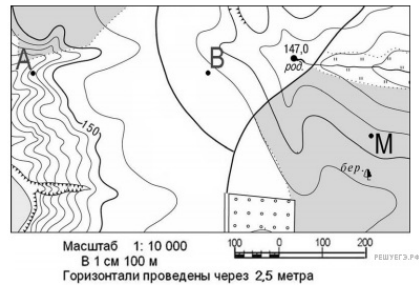 A
B
147,0
род.
150
М
бер.
Масштаб 1: 10 000
В 1 см 100 м
100 0 100 200
Горизонтали проведены через 2,5 метра
РЕШУЕГЭ.РФ